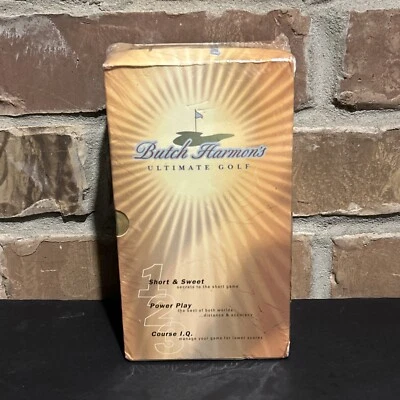 Butch Harmon's
ULTIMATE GOLF
1
Short & Sweet
secrets to the short game
2
Power Play
the best of both worlds...
distance & accuracy
3
Course I.Q.
manage your game for lower scores